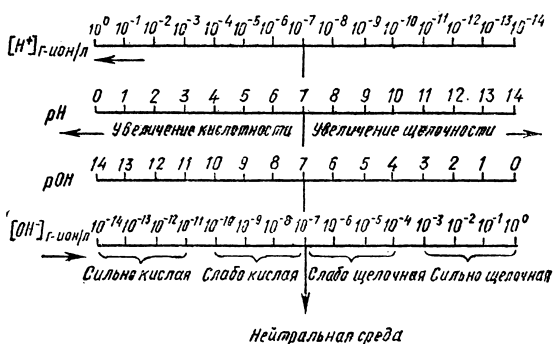 [H⁺]г-ион/л 10⁰ 10⁻¹ 10⁻² 10⁻³ 10⁻⁴ 10⁻⁵ 10⁻⁶ 10⁻⁷ 10⁻⁸ 10⁻⁹ 10⁻¹⁰ 10⁻¹¹ 10⁻¹² 10⁻¹³ 10⁻¹⁴
pH 0 1 2 3 4 5 6 7 8 9 10 11 12 13 14
Увеличение кислотности Увеличение щелочности
pOH 14 13 12 11 10 9 8 7 6 5 4 3 2 1 0
[OH⁻]г-ион/л 10⁻¹⁴ 10⁻¹³ 10⁻¹² 10⁻¹¹ 10⁻¹⁰ 10⁻⁹ 10⁻⁸ 10⁻⁷ 10⁻⁶ 10⁻⁵ 10⁻⁴ 10⁻³ 10⁻² 10⁻¹ 10⁰
Сильно кислая Слабо кислая Слабо щелочная Сильно щелочная
Нейтральная среда